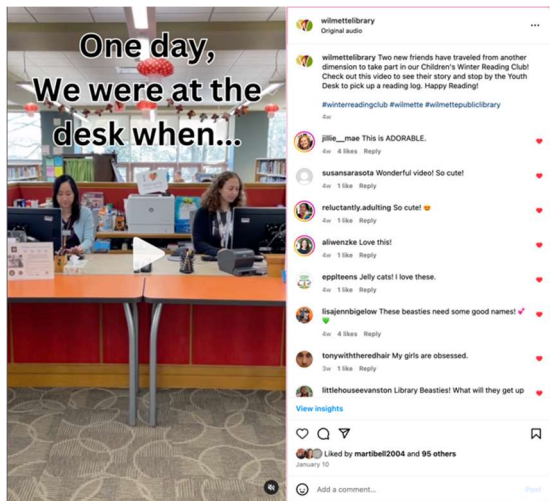 One day,
We were at the
desk when...
wilmettelibrary
Original audio
wilmettelibrary Two new friends have traveled from another
dimension to take part in our Children's Winter Reading Club!
Check out this video to see their story and stop by the Youth
Desk to pick up a reading log. Happy Reading!
#winterreadingclub #wilmette #wilmettepubliclibrary
4w
jillie__mae This is ADORABLE.
4w 4 likes Reply
susansarasota Wonderful video! So cute!
4w 1 like Reply
reluctantly.adulting So cute! 😍
4w 1 like Reply
aliwenzke Love this!
4w 1 like Reply
epplteens Jelly cats! I love these.
4w 1 like Reply
lisajennbigelow These beasties need some good names! 💕
💚
4w 4 likes Reply
tonywiththeredhair My girls are obsessed.
3w 1 like Reply
littlehouseevanston Library Beasties! What will they get up
View insights
Liked by martibell2004 and 95 others
January 10
Add a comment...
Post